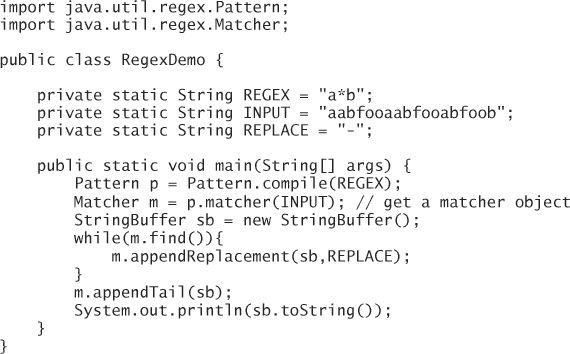 import java.util.regex.Pattern;
import java.util.regex.Matcher;

public class RegexDemo {

    private static String REGEX = "a*b";
    private static String INPUT = "aabfooaabfooabfoob";
    private static String REPLACE = "-";

    public static void main(String[] args) {
        Pattern p = Pattern.compile(REGEX);
        Matcher m = p.matcher(INPUT); // get a matcher object
        StringBuffer sb = new StringBuffer();
        while(m.find()){
            m.appendReplacement(sb,REPLACE);
        }
        m.appendTail(sb);
        System.out.println(sb.toString());
    }
}